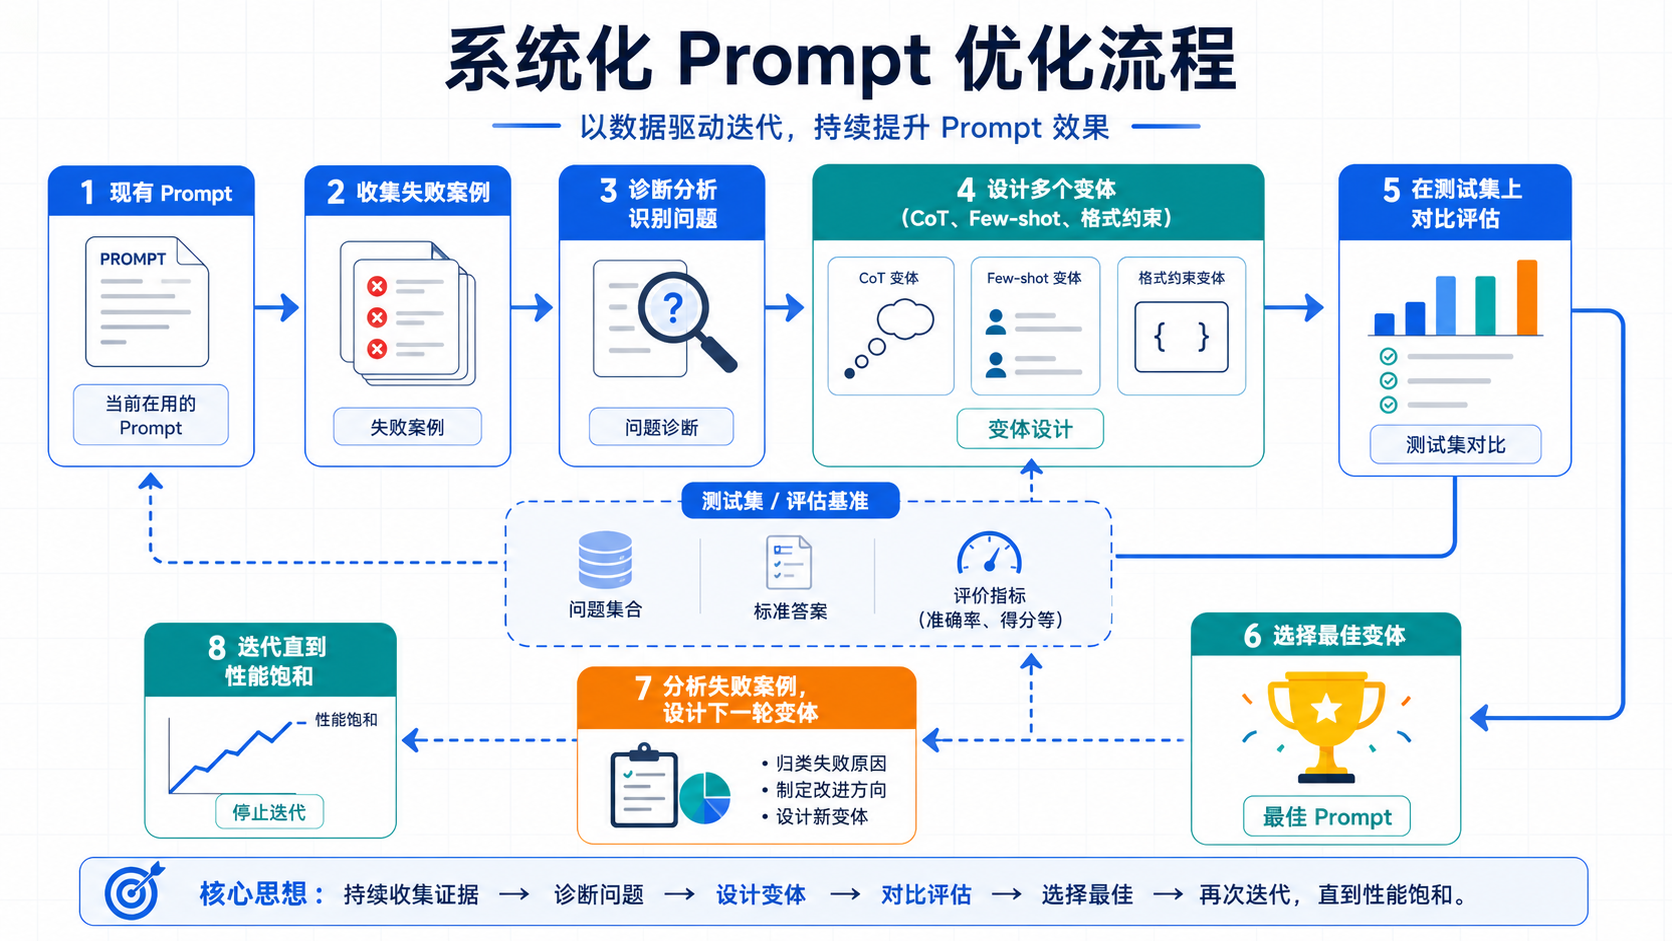 系统化 Prompt 优化流程
以数据驱动迭代，持续提升 Prompt 效果
1 现有 Prompt
PROMPT
当前在用的
Prompt
2 收集失败案例
失败案例
3 诊断分析
识别问题
?
问题诊断
4 设计多个变体
（CoT、Few-shot、格式约束）
CoT 变体
Few-shot 变体
格式约束变体
{ }
变体设计
5 在测试集上
对比评估
测试集对比
测试集 / 评估基准
问题集合
标准答案
评价指标
（准确率、得分等）
6 选择最佳变体
最佳 Prompt
7 分析失败案例，
设计下一轮变体
• 归类失败原因
• 制定改进方向
• 设计新变体
8 迭代直到
性能饱和
性能饱和
停止迭代
核心思想： 持续收集证据 → 诊断问题 → 设计变体 → 对比评估 → 选择最佳 → 再次迭代，直到性能饱和。